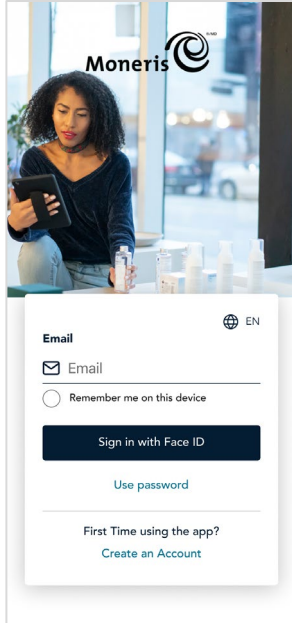 Moneris
EN
Email
Email
Remember me on this device
Sign in with Face ID
Use password
First Time using the app?
Create an Account